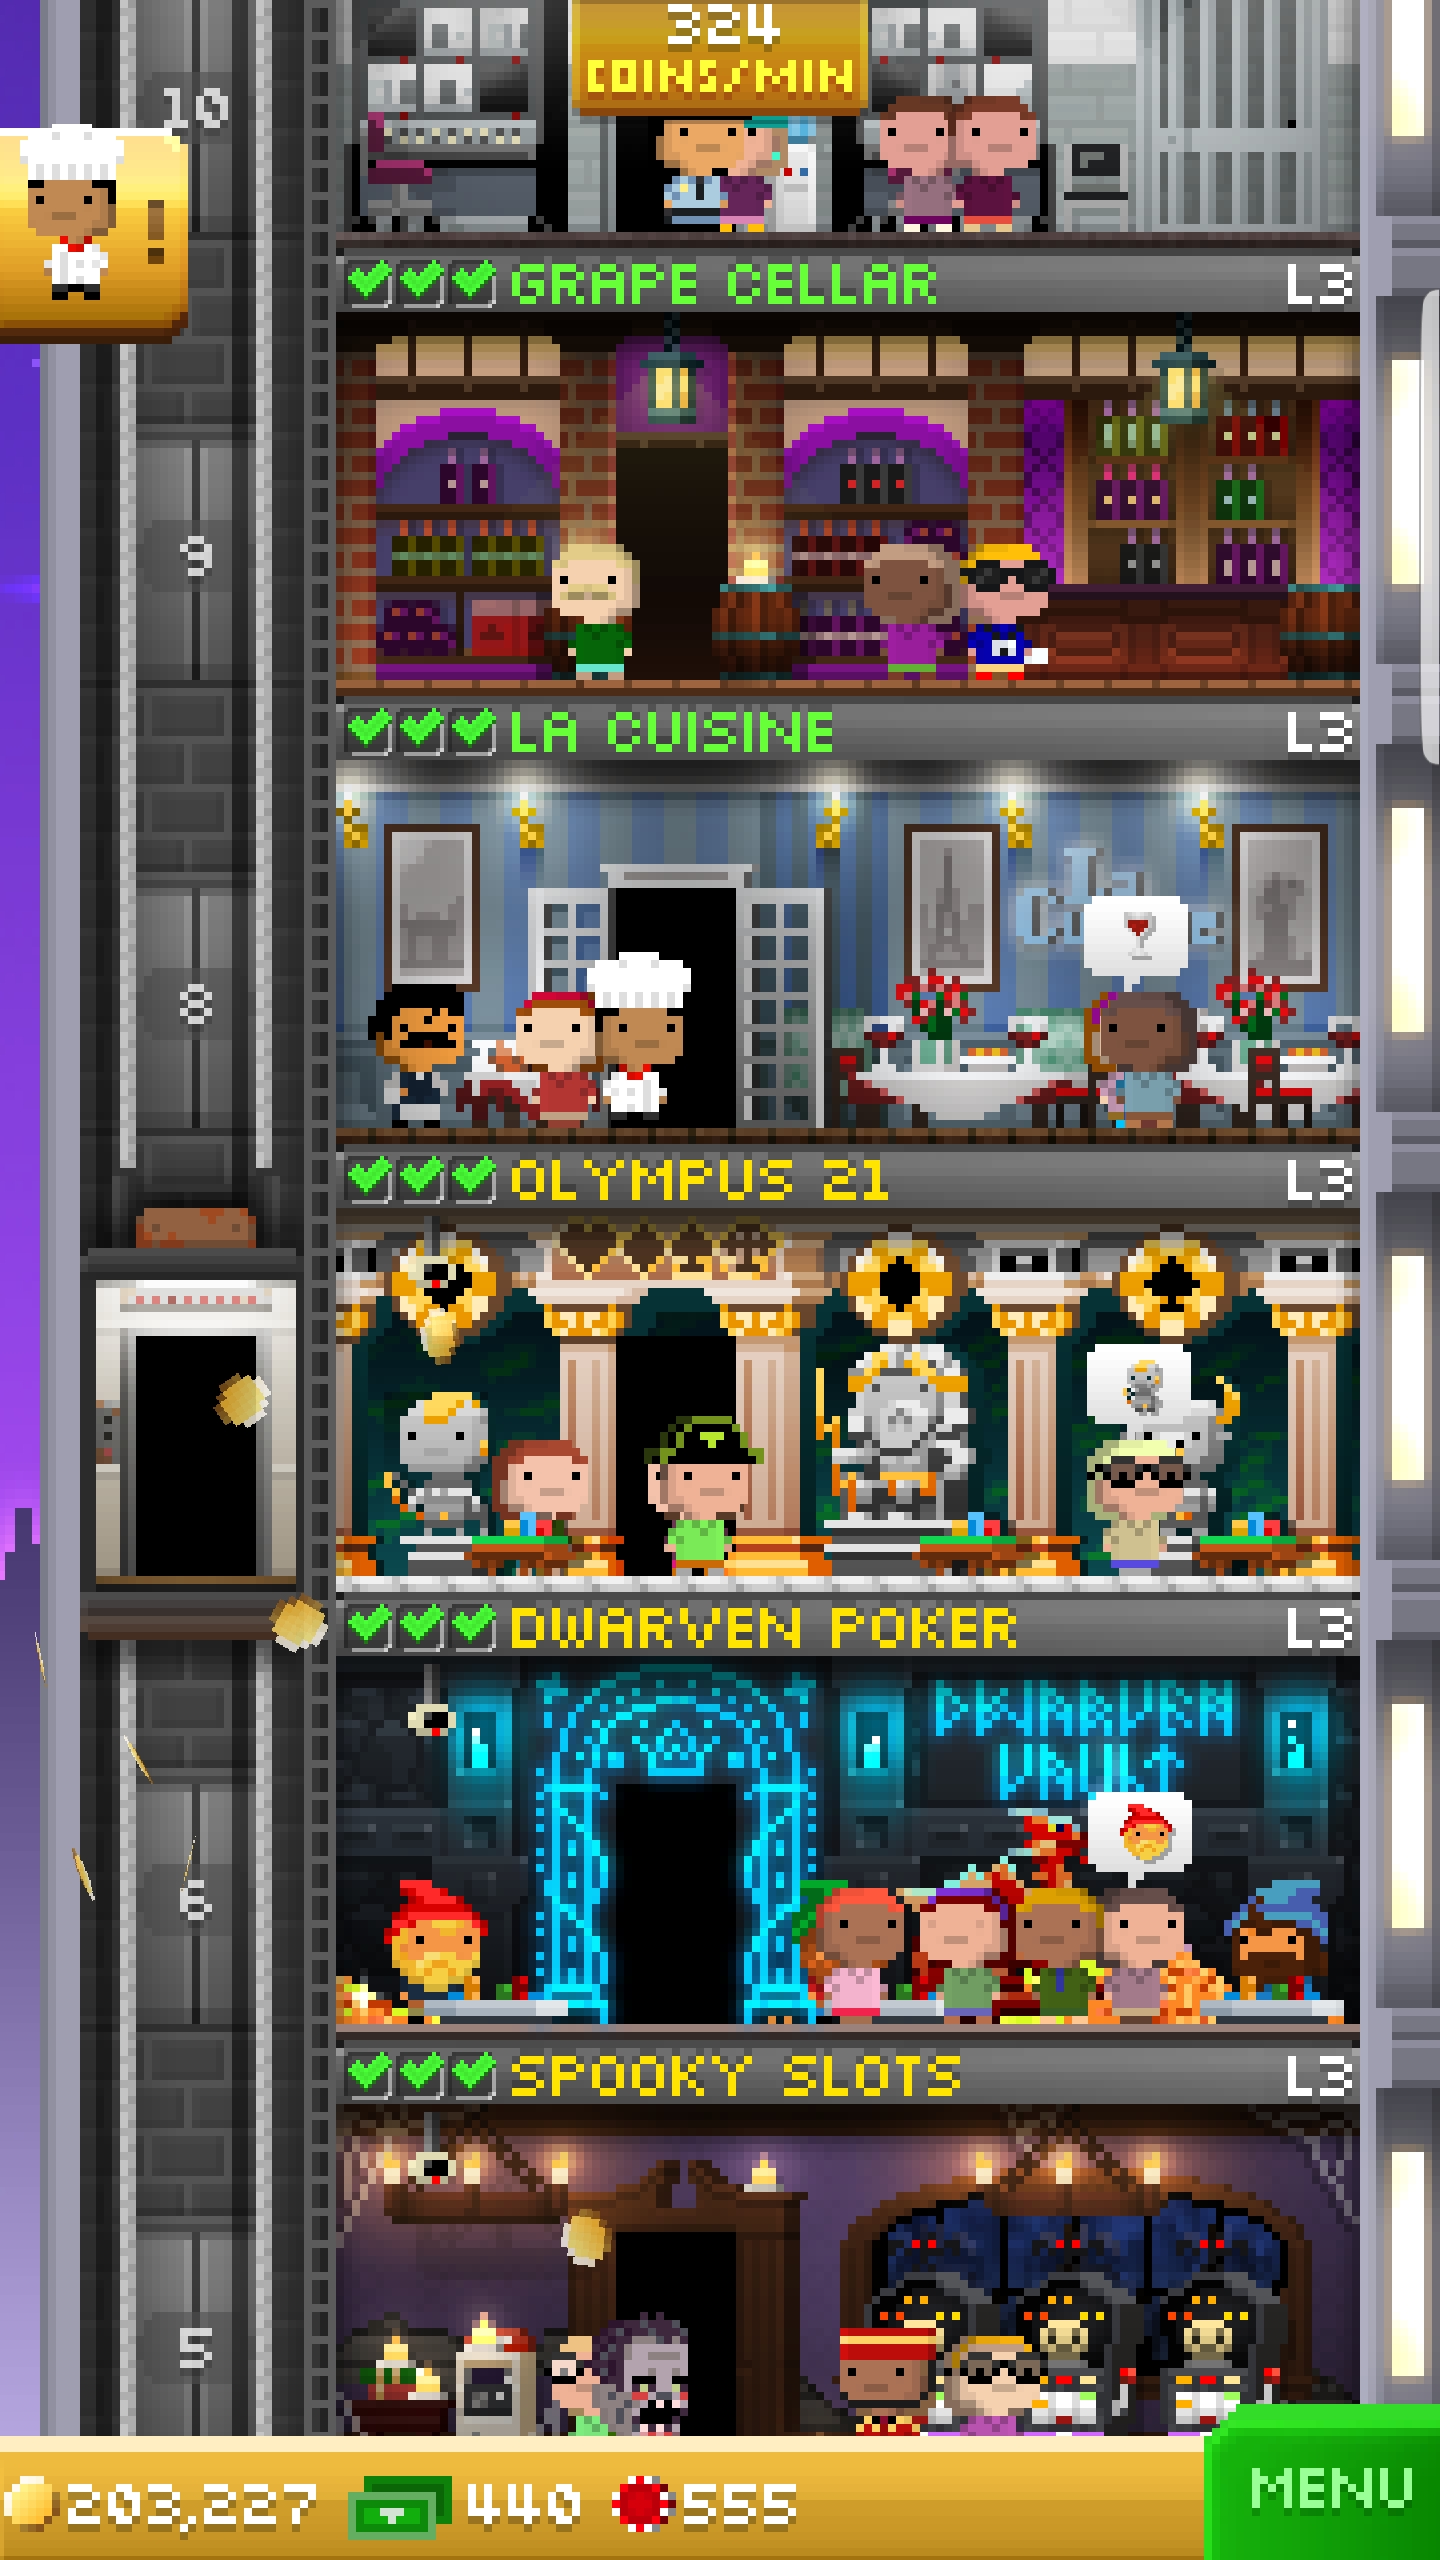 324
COINS/MIN
10
GRAPE CELLAR L3
9
LA CUISINE L3
8
OLYMPUS 21 L3
DWARVEN POKER L3
DWARVEN
VAULT
6
SPOOKY SLOTS L3
5
203,227 440 555 MENU